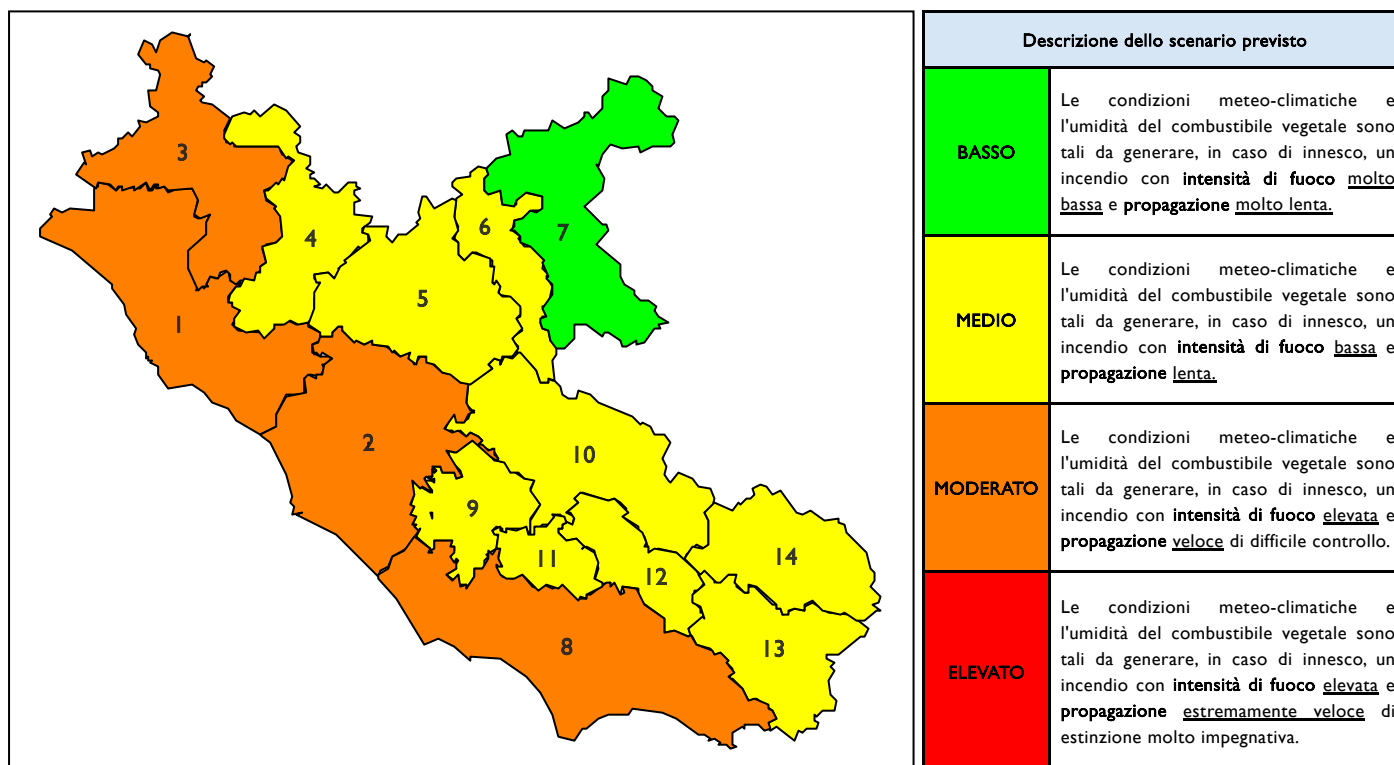 3
4
6
7
5
1
2
10
9
11
12
14
8
13
Descrizione dello scenario previsto
BASSO
Le condizioni meteo-climatiche e
l'umidità del combustibile vegetale sono
tali da generare, in caso di innesco, un
incendio con intensità di fuoco molto
bassa e propagazione molto lenta.
MEDIO
Le condizioni meteo-climatiche e
l'umidità del combustibile vegetale sono
tali da generare, in caso di innesco, un
incendio con intensità di fuoco bassa e
propagazione lenta.
MODERATO
Le condizioni meteo-climatiche e
l'umidità del combustibile vegetale sono
tali da generare, in caso di innesco, un
incendio con intensità di fuoco elevata e
propagazione veloce di difficile controllo.
ELEVATO
Le condizioni meteo-climatiche e
l'umidità del combustibile vegetale sono
tali da generare, in caso di innesco, un
incendio con intensità di fuoco elevata e
propagazione estremamente veloce di
estinzione molto impegnativa.